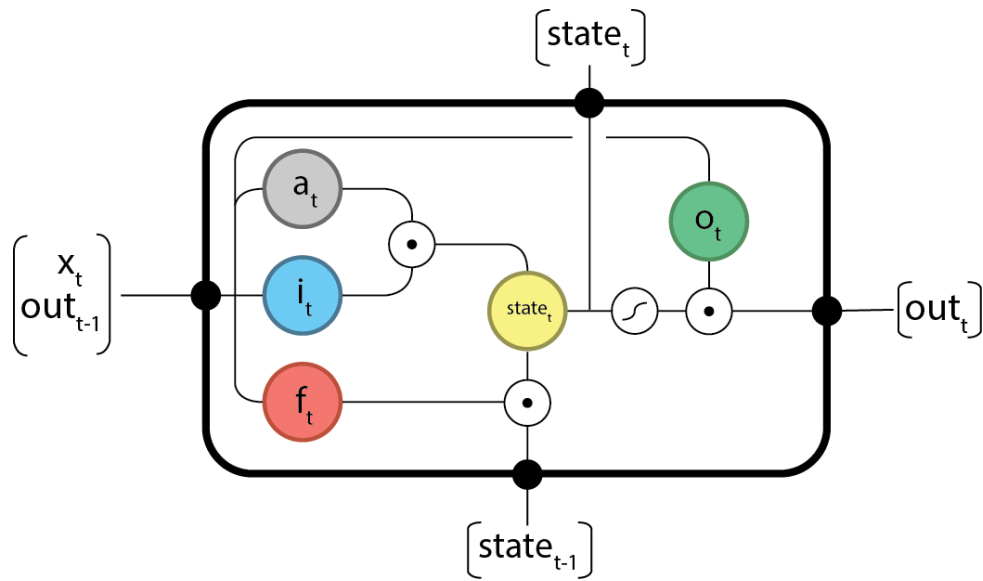 [state_t]
a_t
o_t
x_t
out_t-1
i_t
state_t
[out_t]
f_t
[state_t-1]